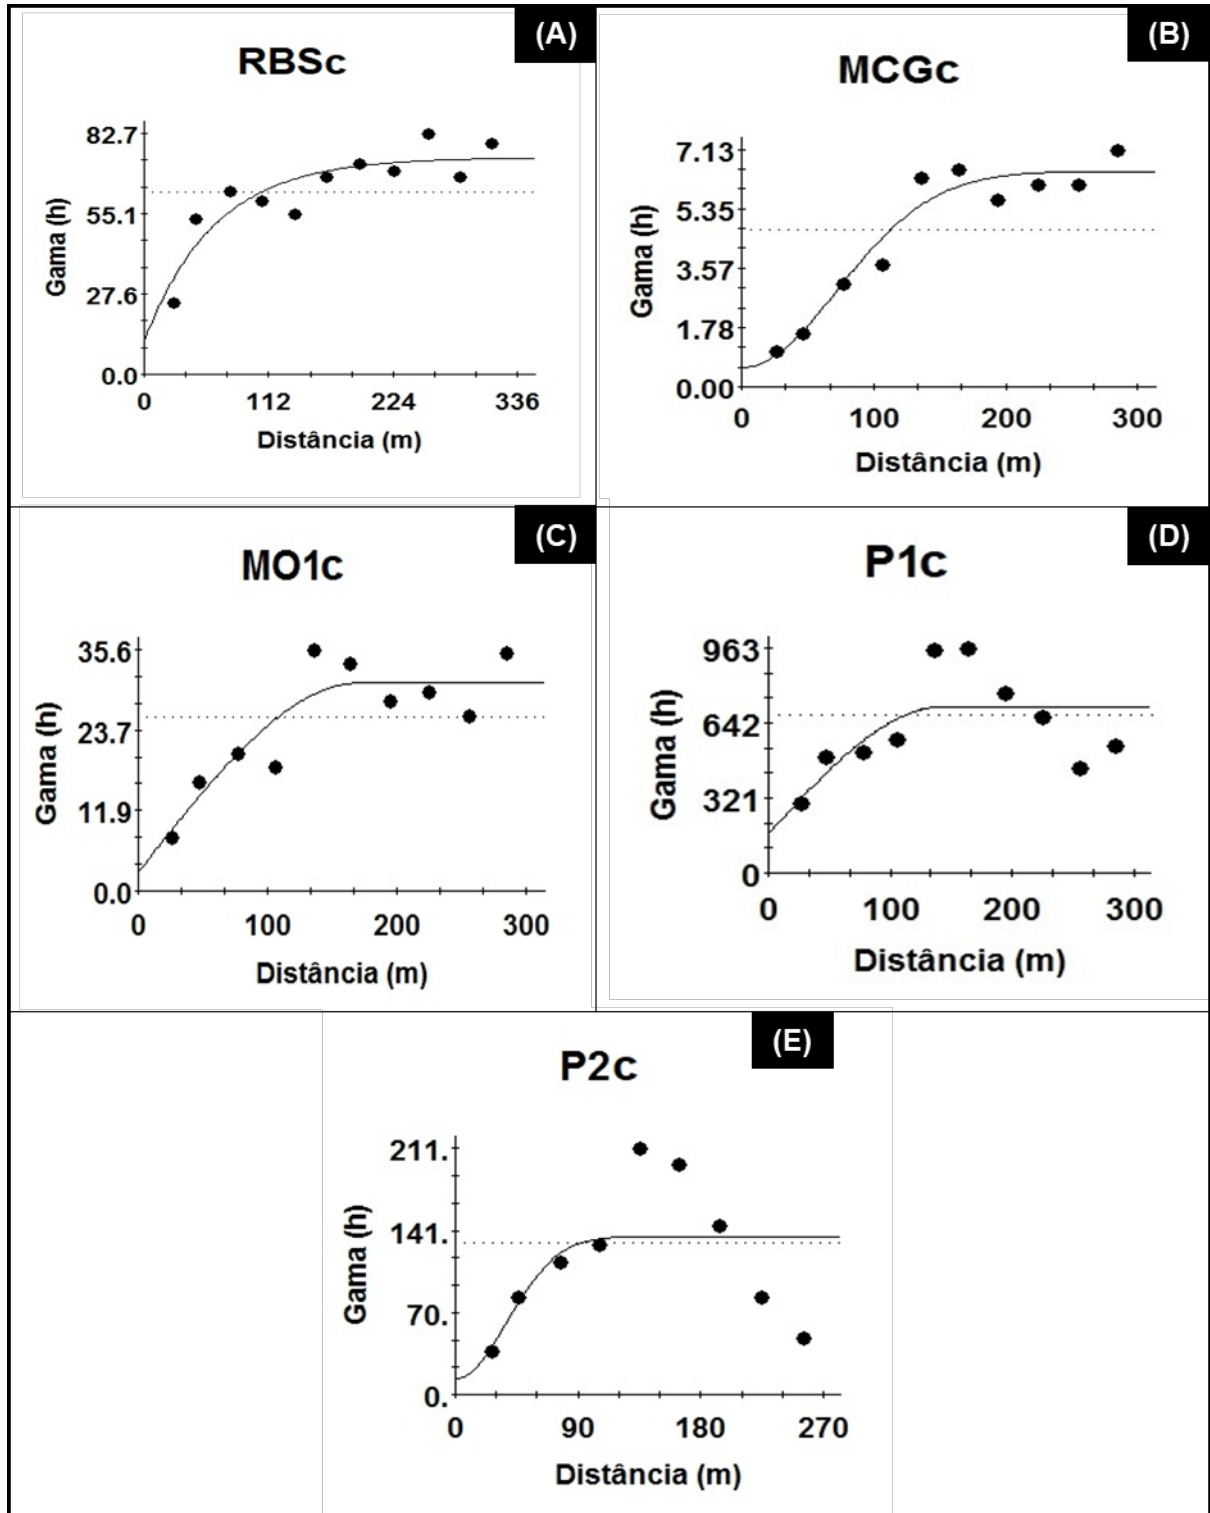 (A)
RBSc
82.7
55.1
27.6
0.0
Gama (h)
0 112 224 336
Distância (m)
(B)
MCGc
7.13
5.35
3.57
1.78
0.00
Gama (h)
0 100 200 300
Distância (m)
(C)
MO1c
35.6
23.7
11.9
0.0
Gama (h)
0 100 200 300
Distância (m)
(D)
P1c
963
642
321
0
Gama (h)
0 100 200 300
Distância (m)
(E)
P2c
211.
141.
70.
0.
Gama (h)
0 90 180 270
Distância (m)